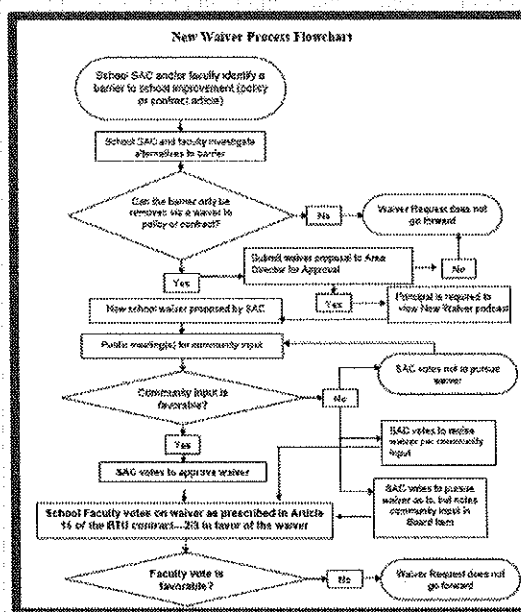 New Waiver Process Flowchart
School SAC and/or faculty identify a
barrier to school improvement (policy
or contract article)
School SAC and faculty investigate
alternatives to barrier
Can the barrier only be
removed via a waiver to
policy or contract?
No
Waiver Request does not
go forward
Yes
Submit waiver proposal to Area
Director for Approval
No
Yes
Principal is required to
view New Waiver podcast
New school waiver proposed by SAC
Public meeting(s) for community input
SAC votes not to pursue
waiver
Community input is
favorable?
No
SAC votes to revise
waiver per community
input
Yes
SAC votes to approve waiver
SAC votes to pursue
waiver as is, but notes
community input in
Board Item
School Faculty votes on waiver as prescribed in Article
15 of the BTU contract---2/3 in favor of the waiver
Faculty vote is
favorable?
No
Waiver Request does not
go forward